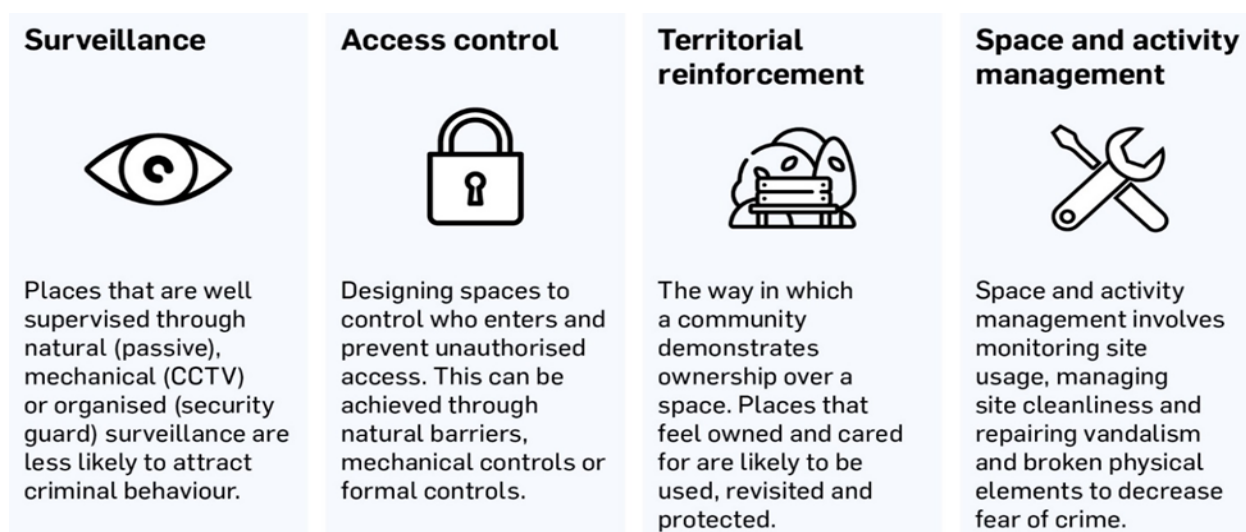 Surveillance
Places that are well
supervised through
natural (passive),
mechanical (CCTV)
or organised (security
guard) surveillance are
less likely to attract
criminal behaviour.
Access control
Designing spaces to
control who enters and
prevent unauthorised
access. This can be
achieved through
natural barriers,
mechanical controls or
formal controls.
Territorial
reinforcement
The way in which
a community
demonstrates
ownership over a
space. Places that
feel owned and cared
for are likely to be
used, revisited and
protected.
Space and activity
management
Space and activity
management involves
monitoring site
usage, managing
site cleanliness and
repairing vandalism
and broken physical
elements to decrease
fear of crime.